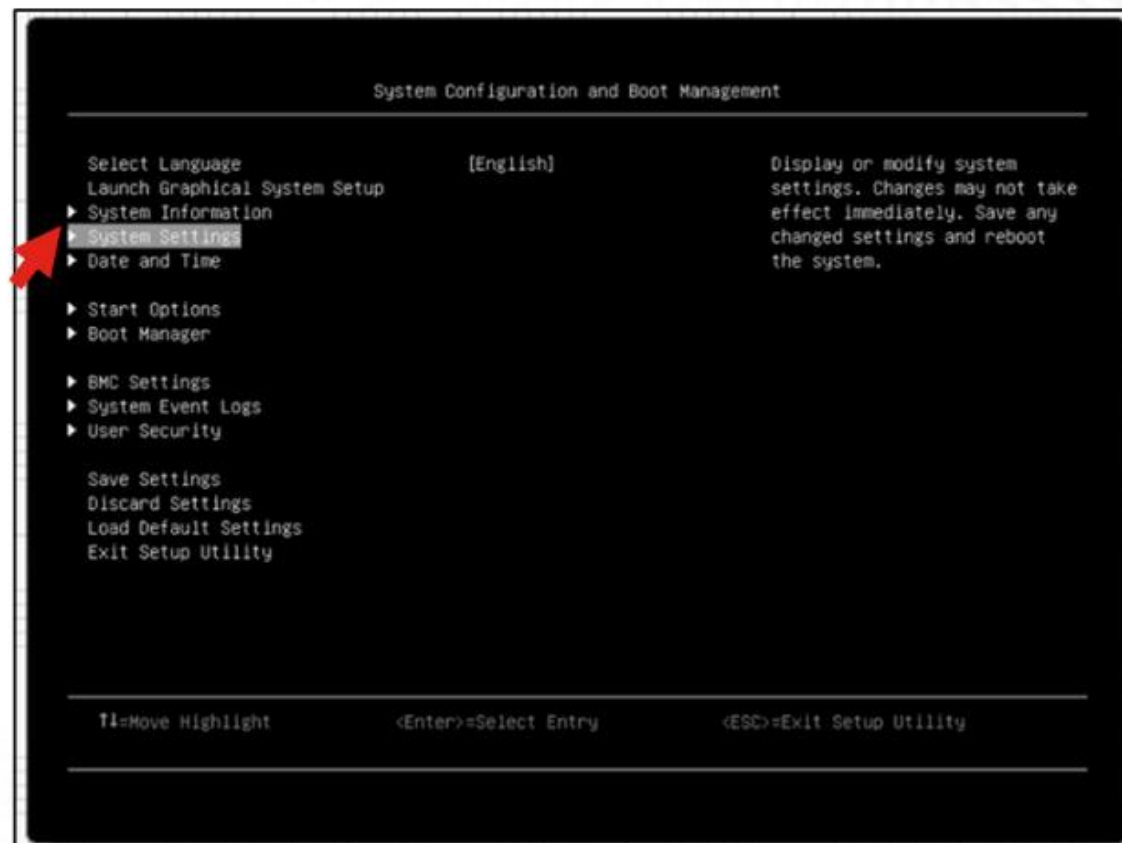 System Configuration and Boot Management
Select Language [English]
Launch Graphical System Setup
System Information
System Settings
Date and Time
Start Options
Boot Manager
BMC Settings
System Event Logs
User Security
Save Settings
Discard Settings
Load Default Settings
Exit Setup Utility
Display or modify system
settings. Changes may not take
effect immediately. Save any
changed settings and reboot
the system.
↑↓=Move Highlight <Enter>=Select Entry <ESC>=Exit Setup Utility